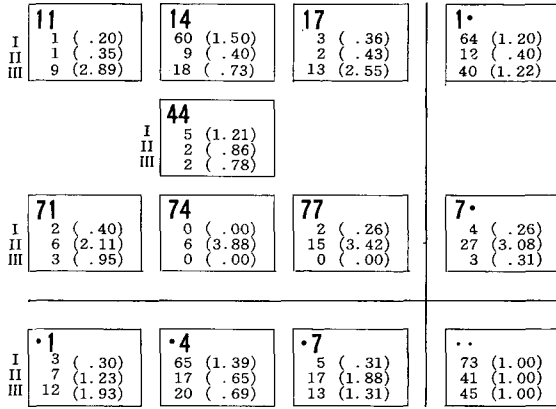 11 14 17 1•
I 1 ( .20) 60 (1.50) 3 ( .36) 64 (1.20)
II 1 ( .35) 9 ( .40) 2 ( .43) 12 ( .40)
III 9 (2.89) 18 ( .73) 13 (2.55) 40 (1.22)
44
I 5 (1.21)
II 2 ( .86)
III 2 ( .78)
71 74 77 7•
I 2 ( .40) 0 ( .00) 2 ( .26) 4 ( .26)
II 6 (2.11) 6 (3.88) 15 (3.42) 27 (3.08)
III 3 ( .95) 0 ( .00) 0 ( .00) 3 ( .31)
•1 •4 •7 ••
I 3 ( .30) 65 (1.39) 5 ( .31) 73 (1.00)
II 7 (1.23) 17 ( .65) 17 (1.88) 41 (1.00)
III 12 (1.93) 20 ( .69) 13 (1.31) 45 (1.00)